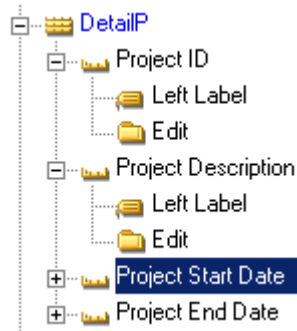 DetailP
Project ID
Left Label
Edit
Project Description
Left Label
Edit
Project Start Date
Project End Date